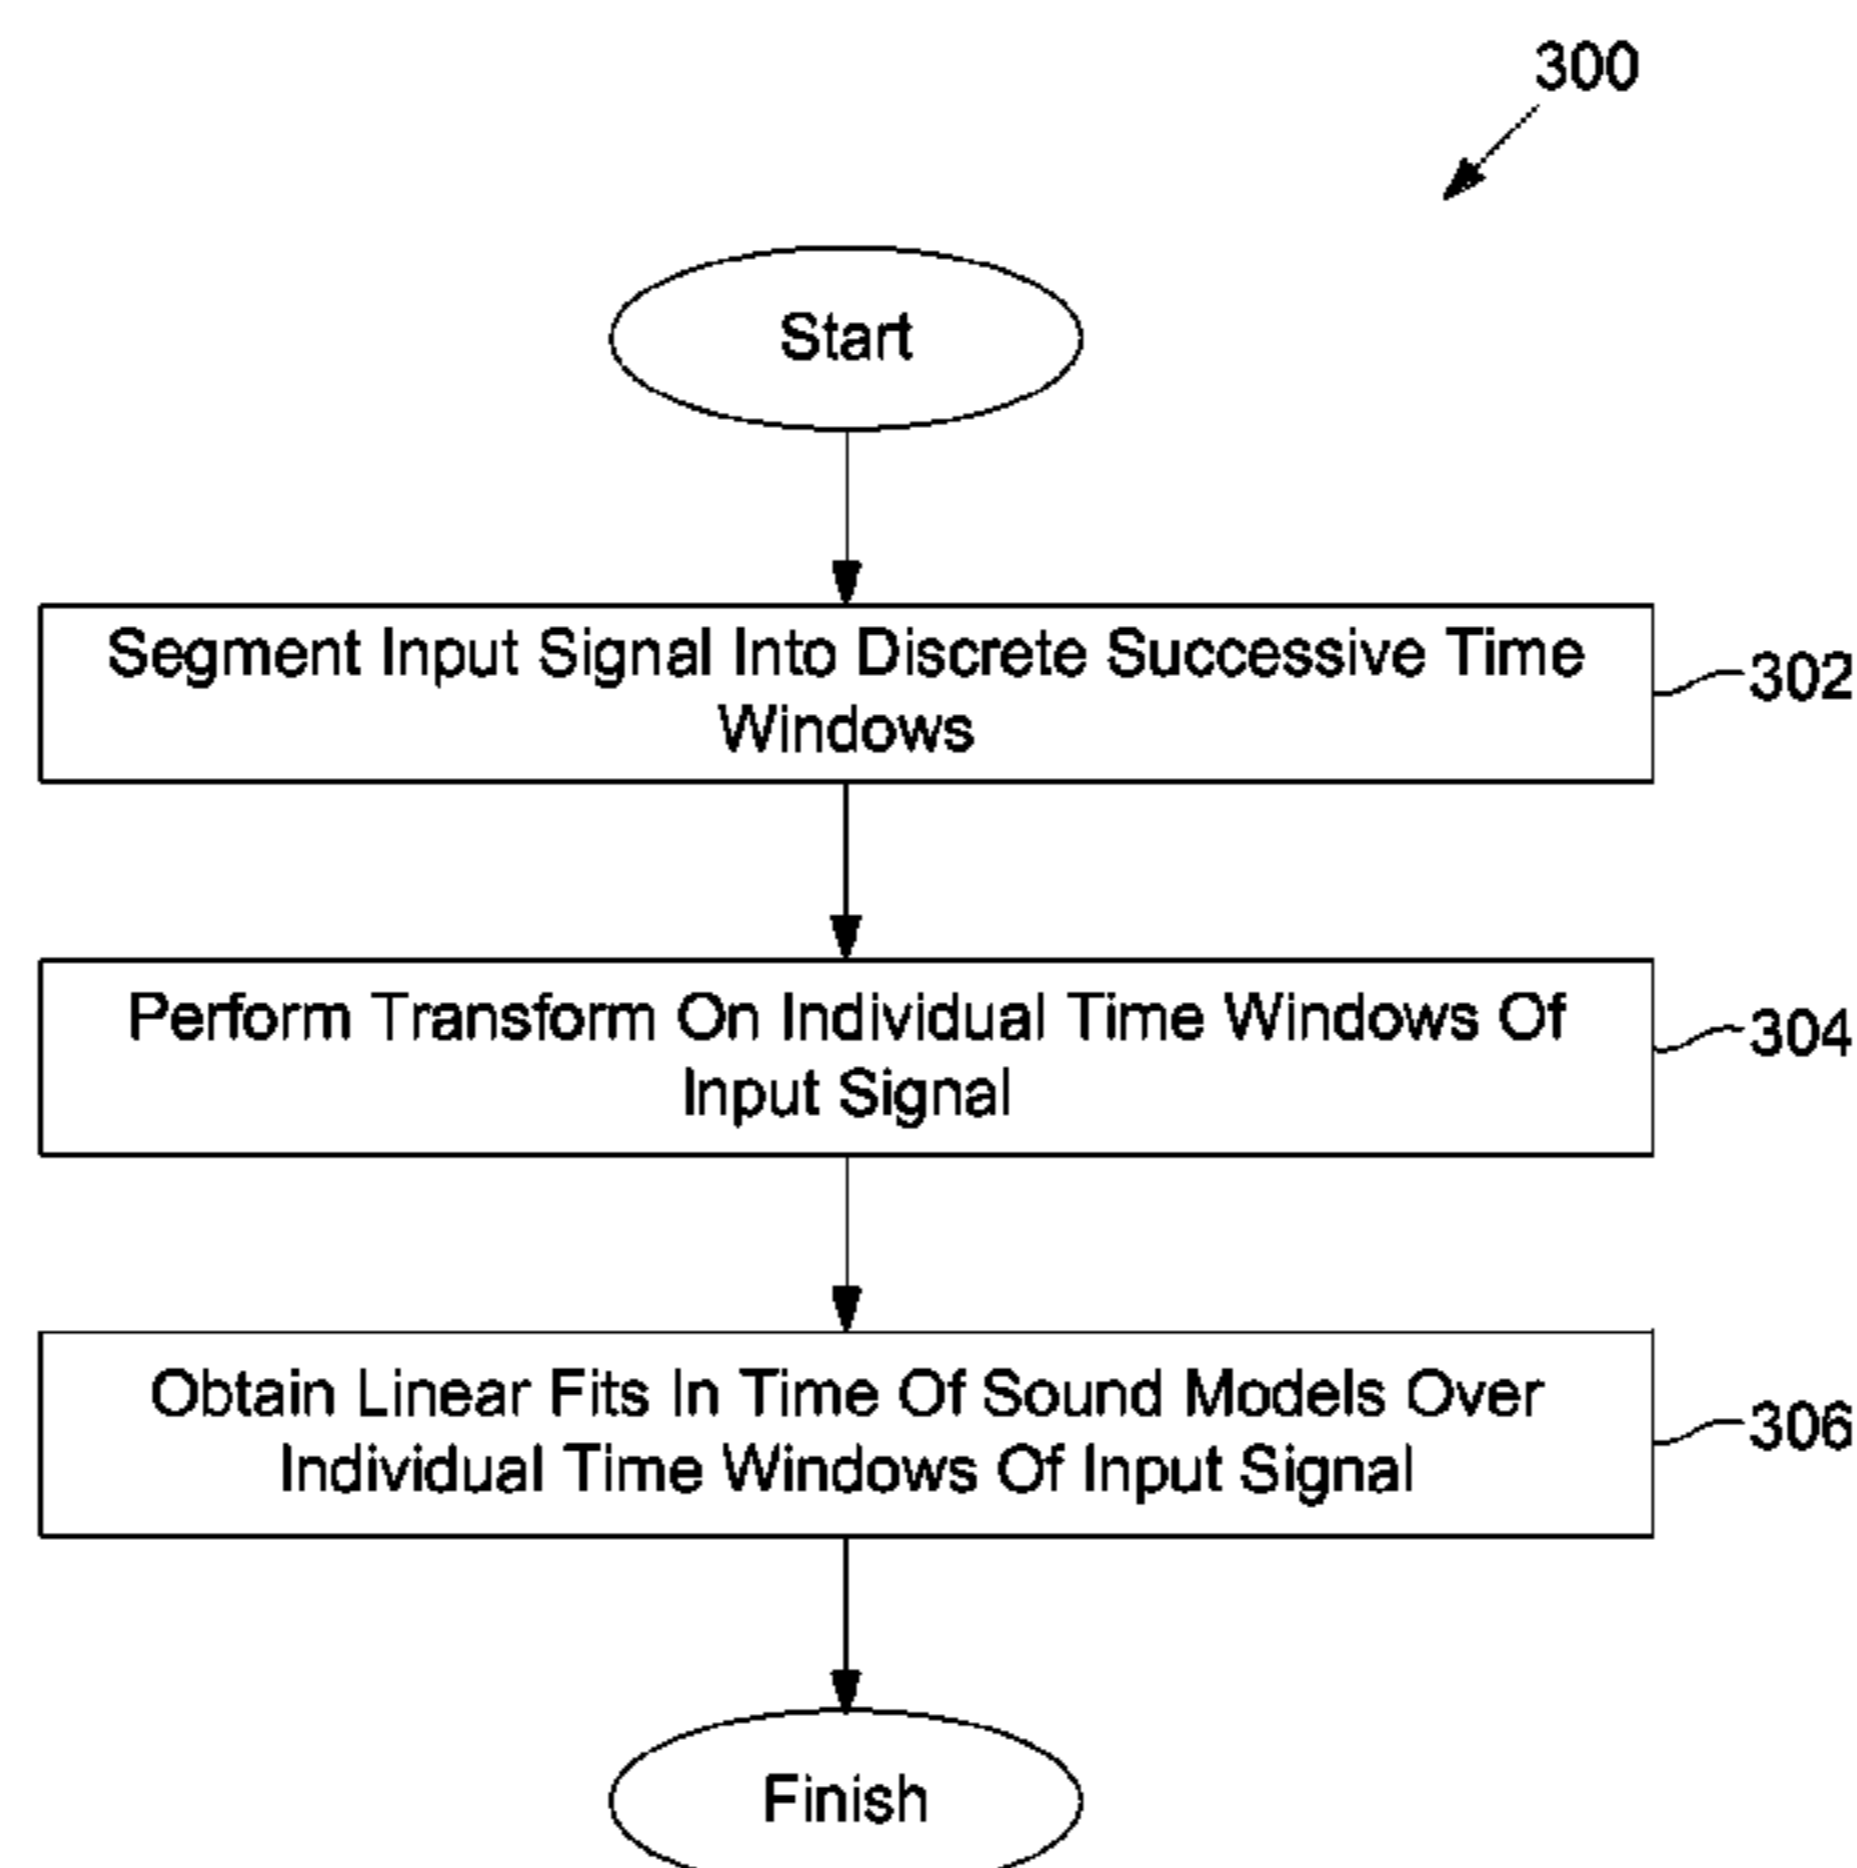 300
Start
Segment Input Signal Into Discrete Successive Time
Windows
302
Perform Transform On Individual Time Windows Of
Input Signal
304
Obtain Linear Fits In Time Of Sound Models Over
Individual Time Windows Of Input Signal
306
Finish